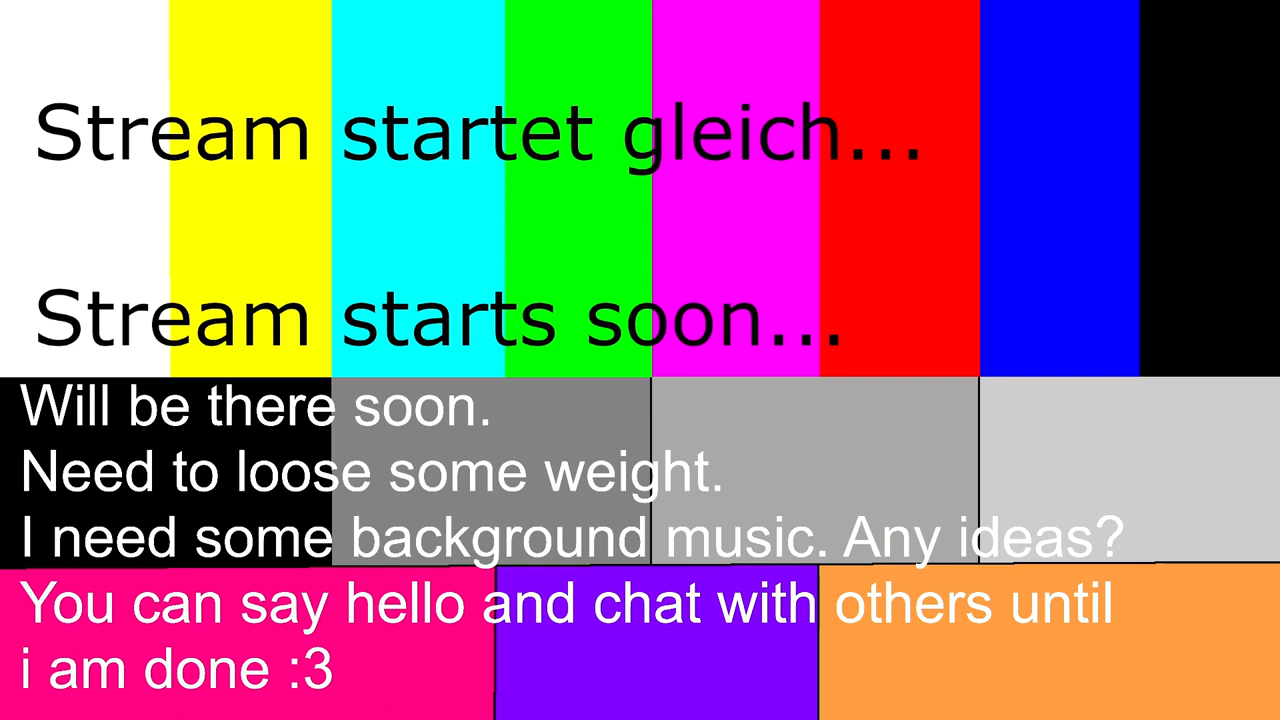 Stream startet gleich...
Stream starts soon...
Will be there soon.
Need to loose some weight.
I need some background music. Any ideas?
You can say hello and chat with others until
i am done :3